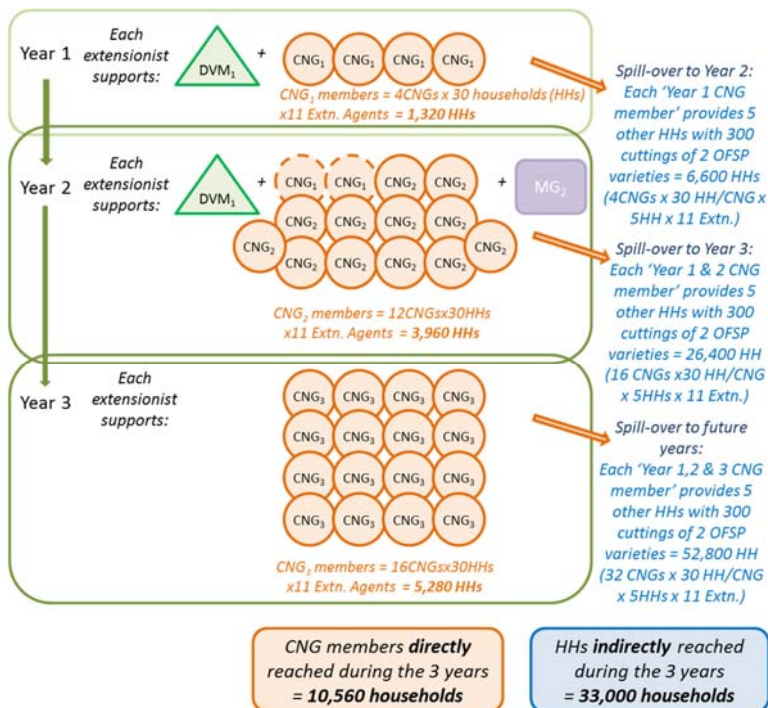 Year 1
Each
extensionist
supports:
DVM₁
+
CNG₁ CNG₁ CNG₁ CNG₁
CNG₁ members = 4CNGs x 30 households (HHs)
x11 Extn. Agents = 1,320 HHs
Spill-over to Year 2:
Each 'Year 1 CNG
member' provides 5
other HHs with 300
cuttings of 2 OFSP
varieties = 6,600 HHs
(4CNGs x 30 HH/CNG x
5HH x 11 Extn.)
Year 2
Each
extensionist
supports:
DVM₁
+
CNG₁ CNG₁ CNG₂ CNG₂
+
MG₂
CNG₂ CNG₂ CNG₂ CNG₂
CNG₂ CNG₂
CNG₂ CNG₂ CNG₂ CNG₂
CNG₂ members = 12CNGsx30HHs
x11 Extn. Agents = 3,960 HHs
Spill-over to Year 3:
Each 'Year 1 & 2 CNG
member' provides 5
other HHs with 300
cuttings of 2 OFSP
varieties = 26,400 HH
(16 CNGs x30 HH/CNG
x 5HHs x 11 Extn.)
Year 3
Each
extensionist
supports:
CNG₃ CNG₃ CNG₃ CNG₃
CNG₃ CNG₃ CNG₃ CNG₃
CNG₃ CNG₃ CNG₃ CNG₃
CNG₃ CNG₃ CNG₃ CNG₃
CNG₃ members = 16CNGsx30HHs
x11 Extn. Agents = 5,280 HHs
Spill-over to future
years:
Each 'Year 1,2 & 3 CNG
member' provides 5
other HHs with 300
cuttings of 2 OFSP
varieties = 52,800 HH
(32 CNGs x 30 HH/CNG
x 5HHs x 11 Extn.)
CNG members directly
reached during the 3 years
= 10,560 households
HHs indirectly reached
during the 3 years
= 33,000 households